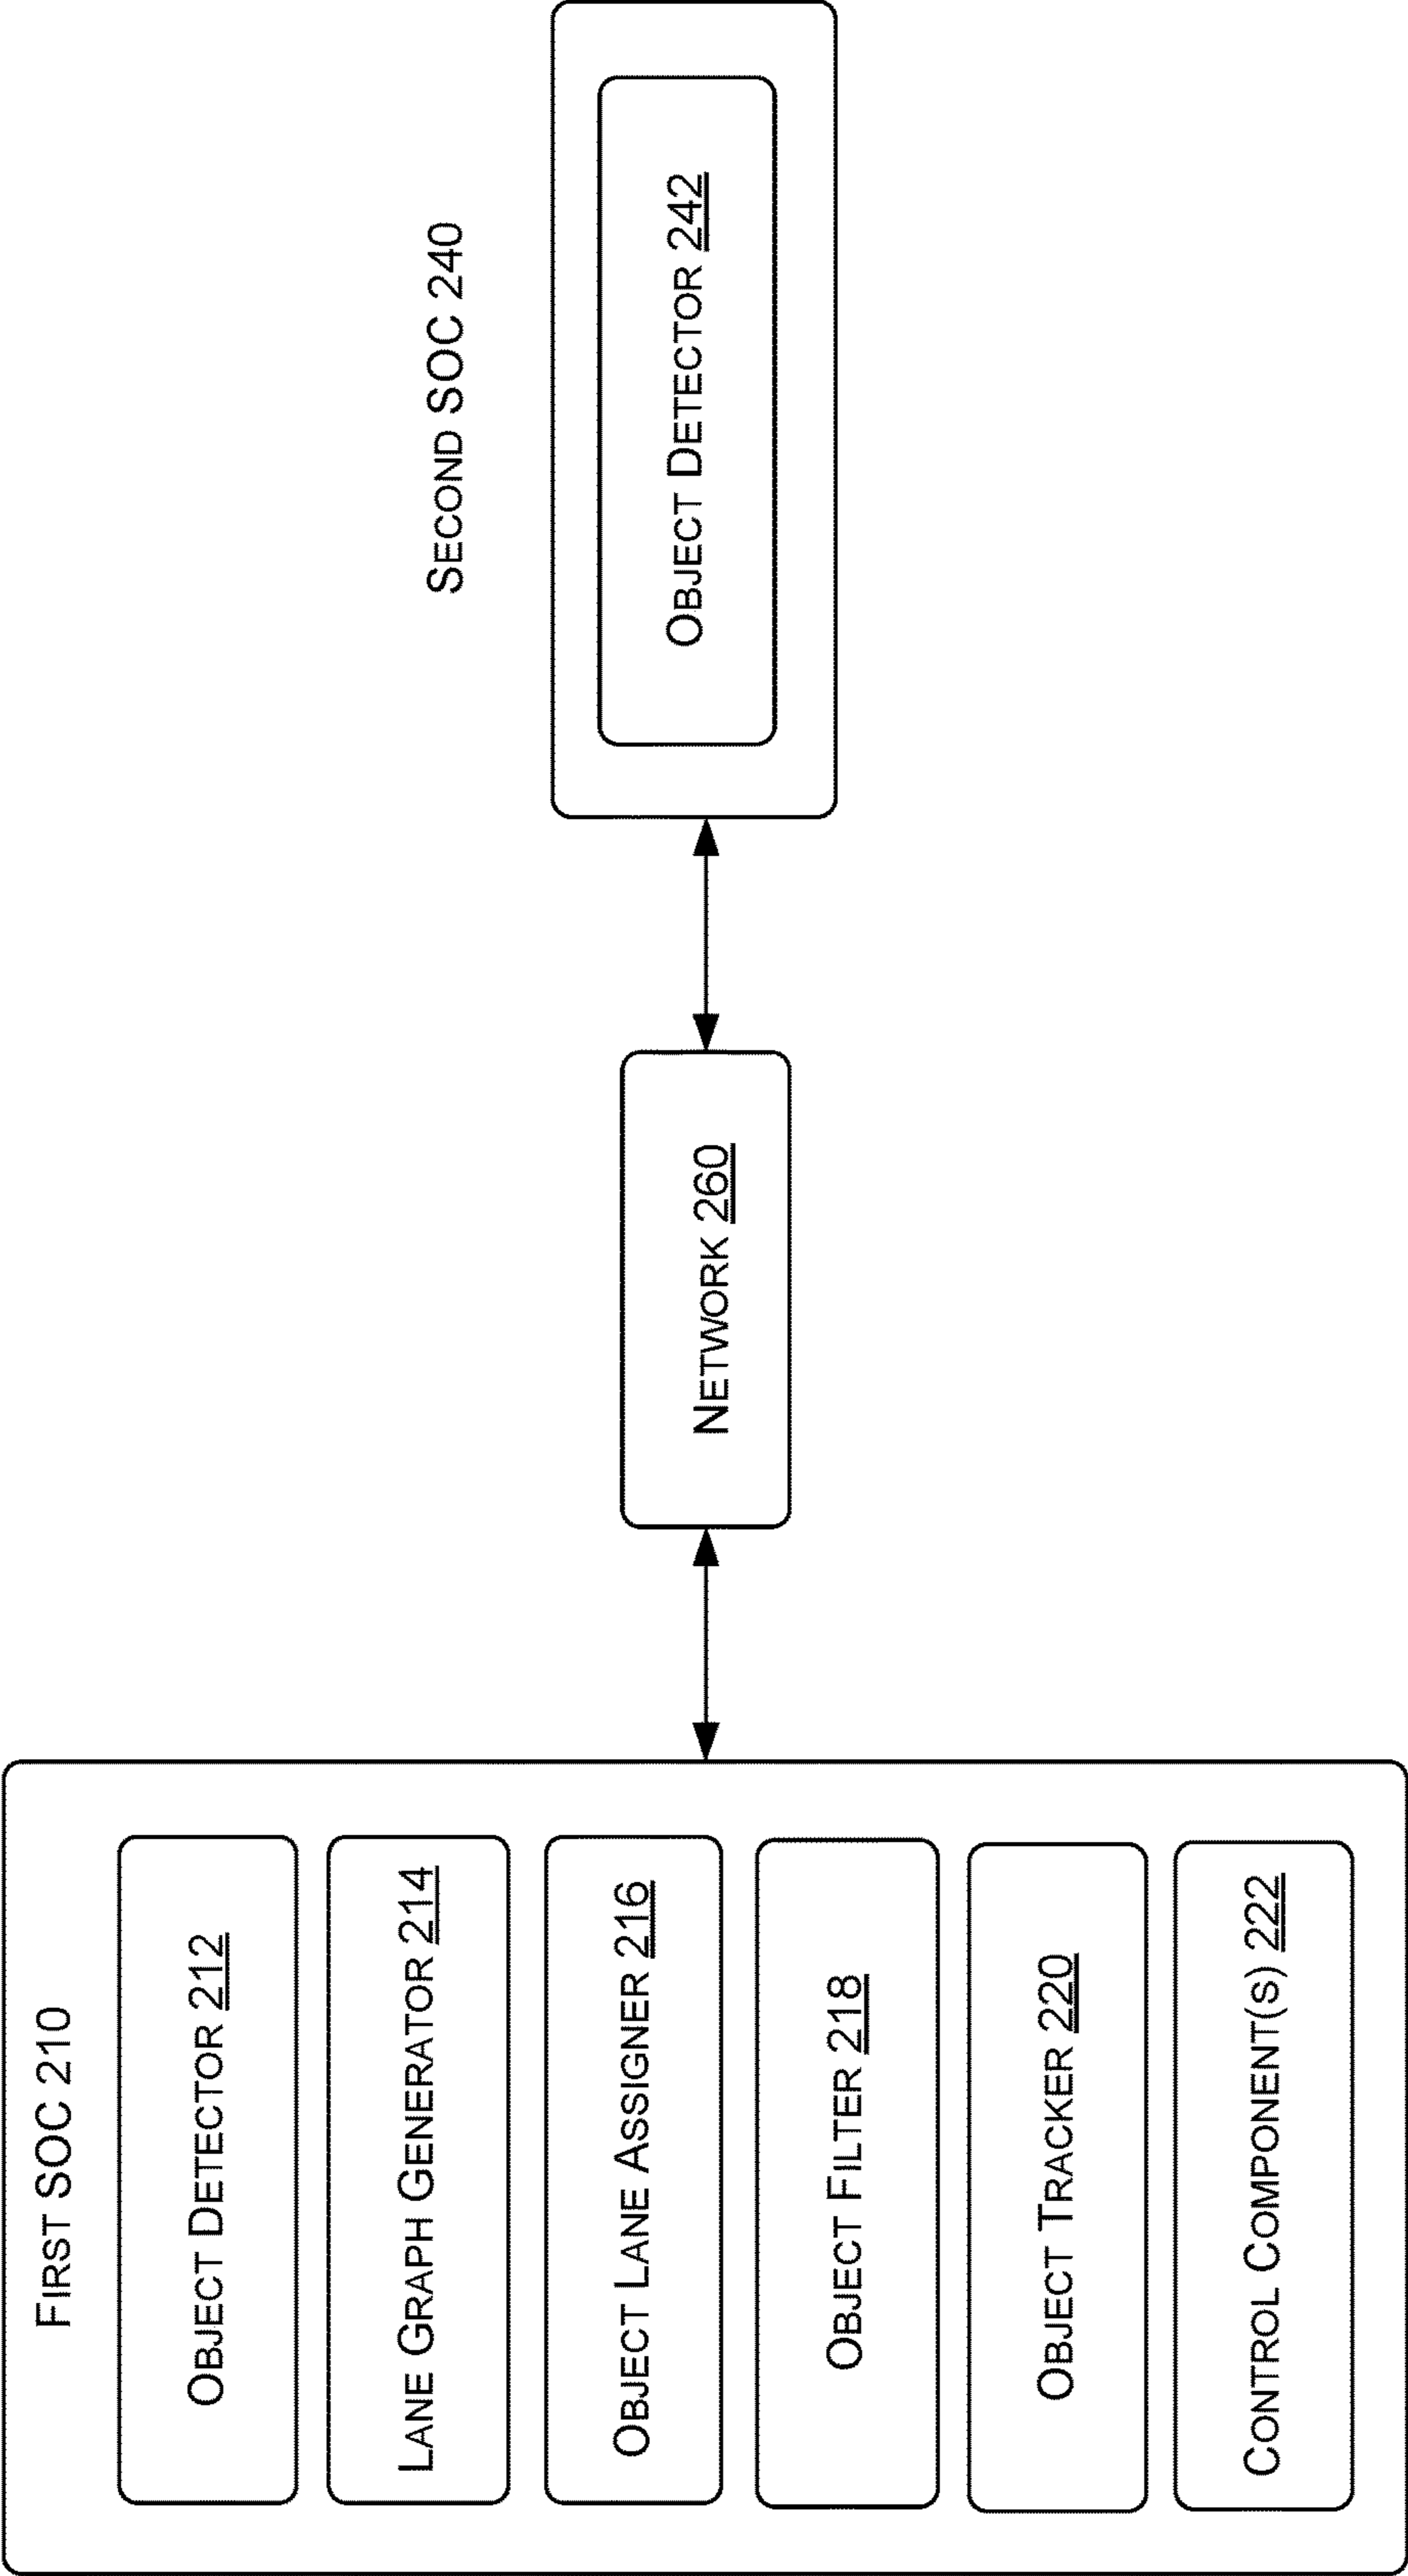 FIRST SOC 210
OBJECT DETECTOR 212
LANE GRAPH GENERATOR 214
OBJECT LANE ASSIGNER 216
OBJECT FILTER 218
OBJECT TRACKER 220
CONTROL COMPONENT(S) 222
NETWORK 260
SECOND SOC 240
OBJECT DETECTOR 242